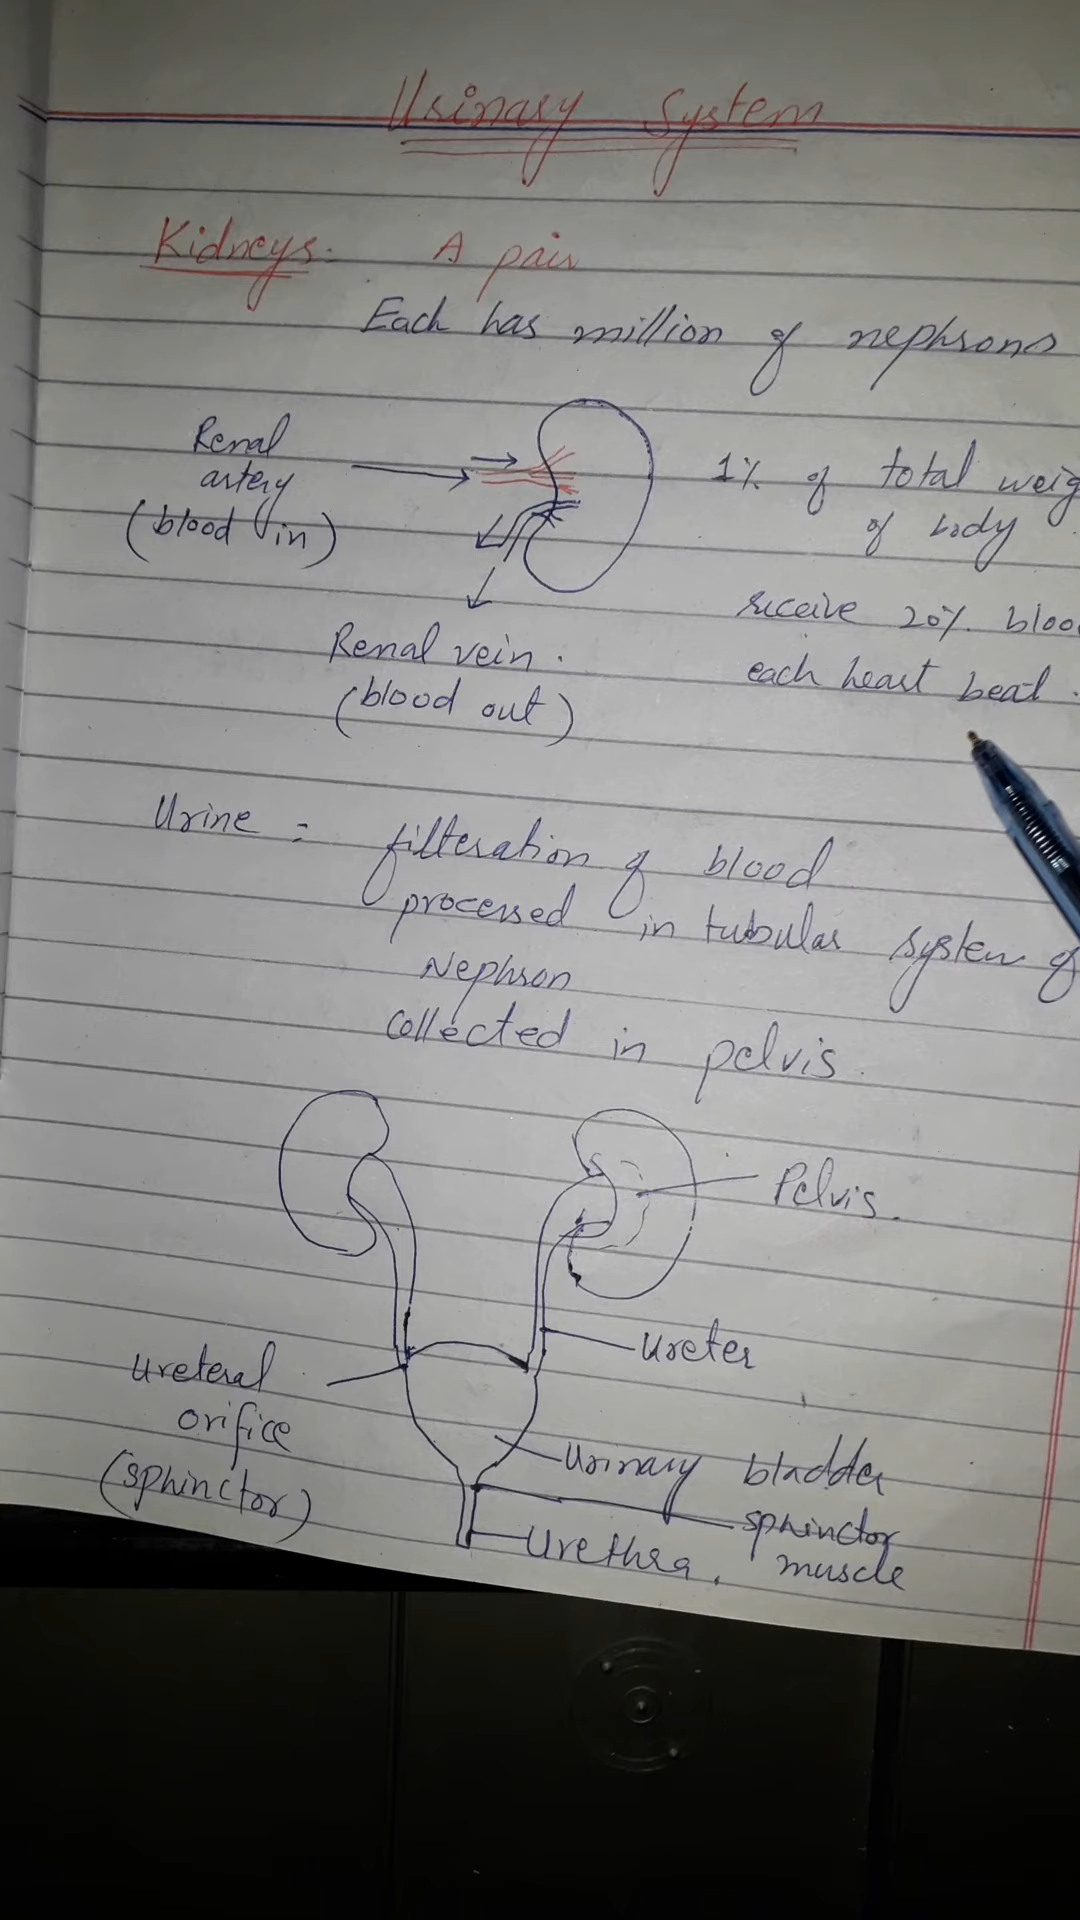 Urinary System
Kidneys: A pair
Each has million of nephrons
Renal
artery
(blood in)
1% of total weig
of body
receive 20% bloo
each heart beat.
Renal vein.
(blood out)
Urine = filteration of blood
processed in tubular system of
Nephron
collected in pelvis.
Pelvis.
Ureter
Ureteral
orifice
(sphinctor)
Urinary bladder
sphinctor
muscle
Urethra.